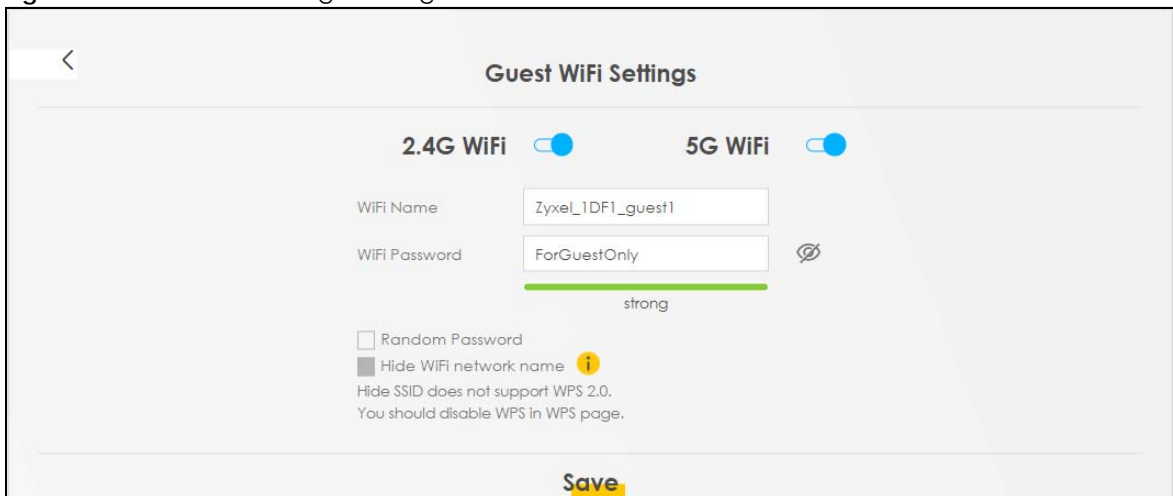 Guest WiFi Settings
2.4G WiFi 5G WiFi
WiFi Name Zyxel_1DF1_guest1
WiFi Password ForGuestOnly
strong
Random Password
Hide WiFi network name i
Hide SSID does not support WPS 2.0.
You should disable WPS in WPS page.
Save